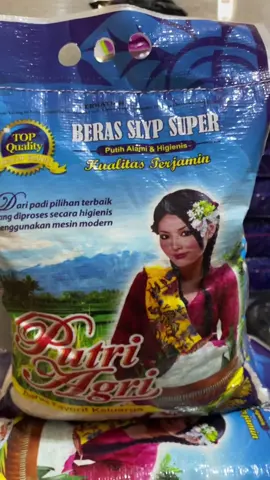 BERAS SLYP SUPER
Putih Alami & Higienis
Kualitas Terjamin
TOP
Quality
Dari padi pilihan terbaik
yang diproses secara higienis
menggunakan mesin modern
Putri
Agri
Keluarga